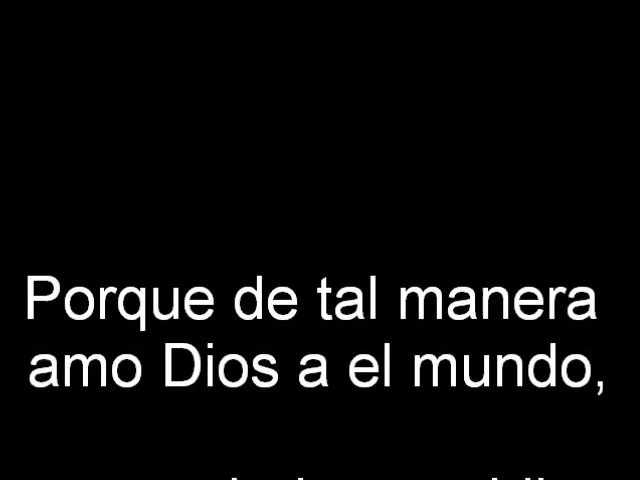 Porque de tal manera
amo Dios a el mundo,